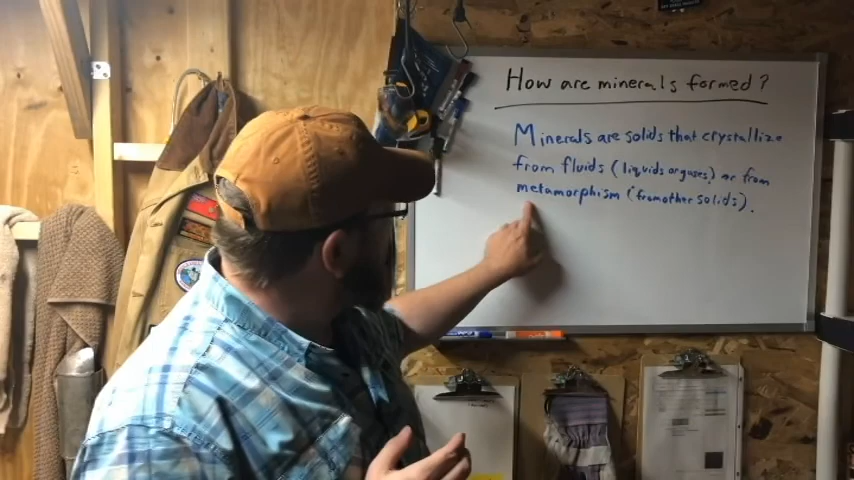 How are minerals formed?
Minerals are solids that crystallize
from fluids (liquids or gases) or from
metamorphism (from other solids).